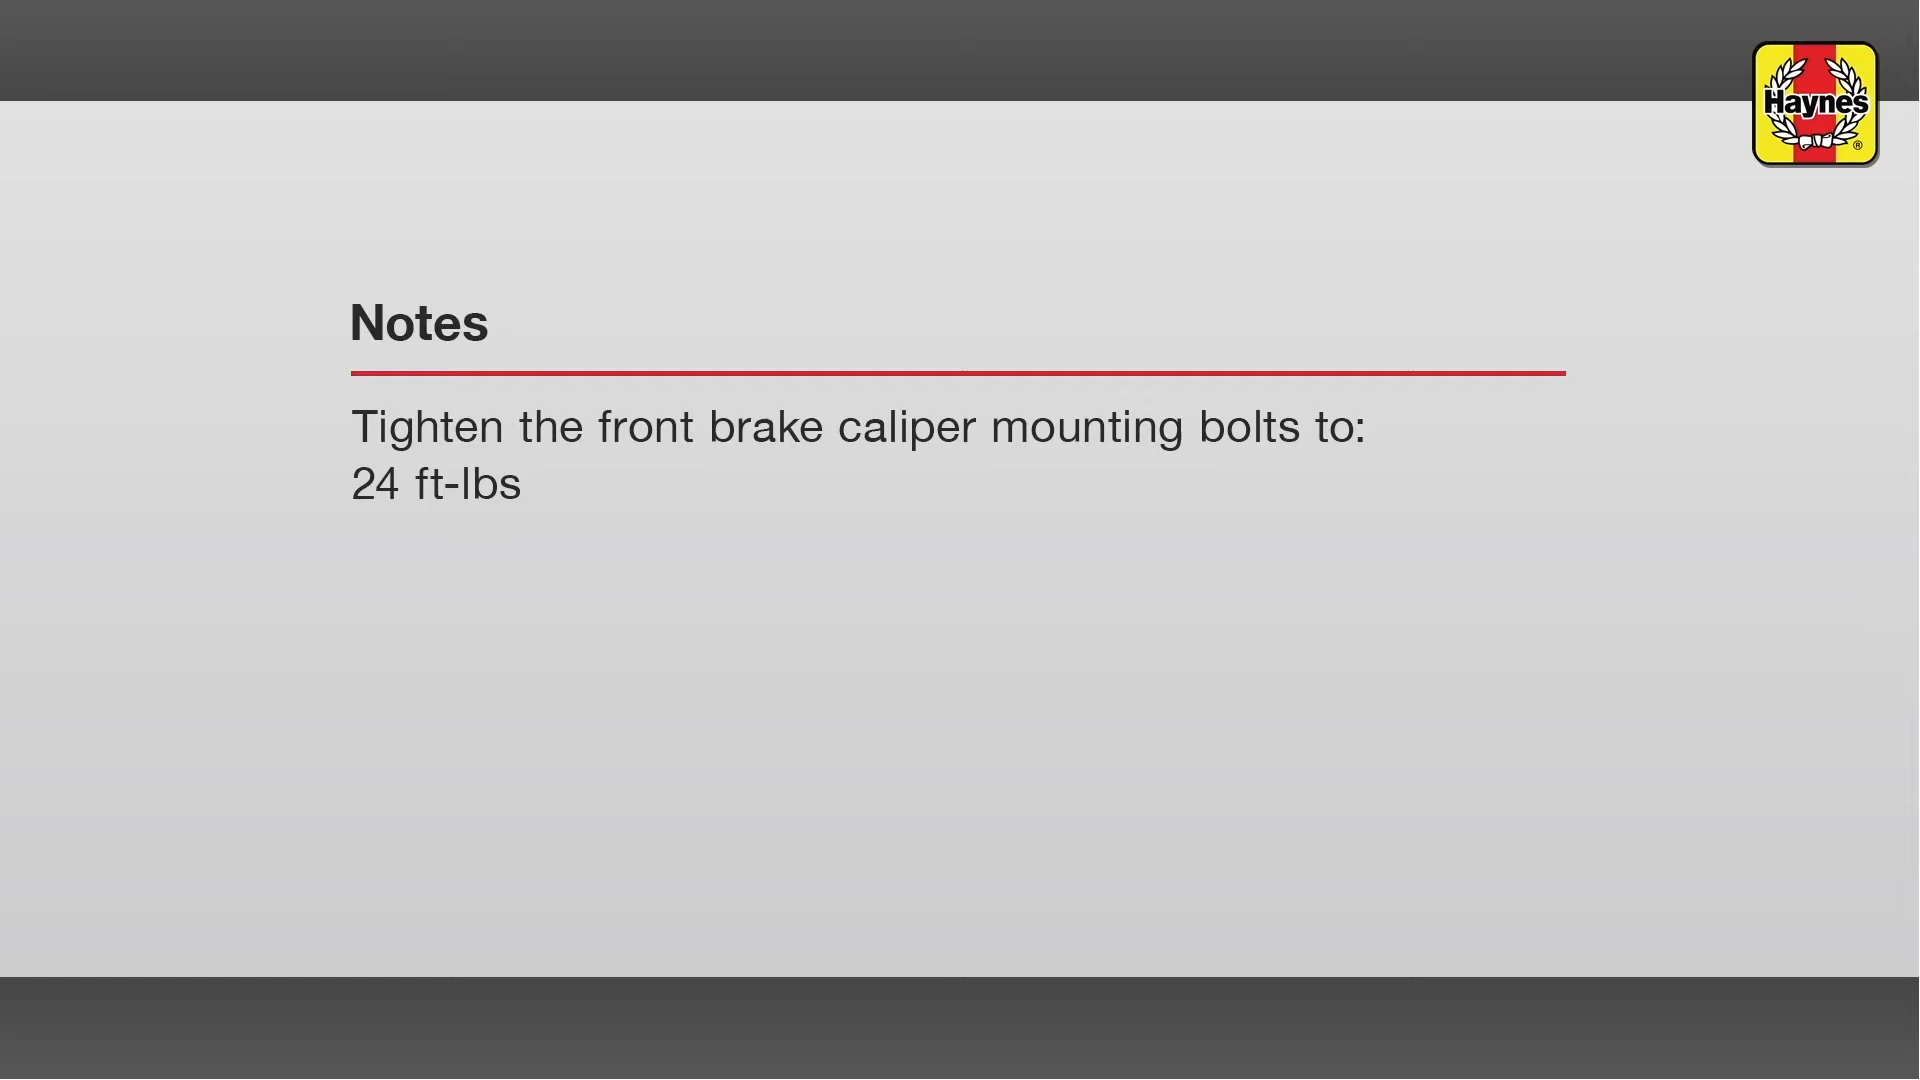 Haynes
®
Notes
Tighten the front brake caliper mounting bolts to:
24 ft-lbs